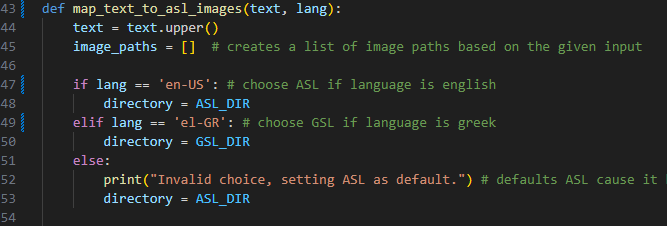 43 def map_text_to_asl_images(text, lang):
44     text = text.upper()
45     image_paths = []  # creates a list of image paths based on the given input
46
47     if lang == 'en-US': # choose ASL if language is english
48         directory = ASL_DIR
49     elif lang == 'el-GR': # choose GSL if language is greek
50         directory = GSL_DIR
51     else:
52         print("Invalid choice, setting ASL as default.") # defaults ASL cause it
53         directory = ASL_DIR
54